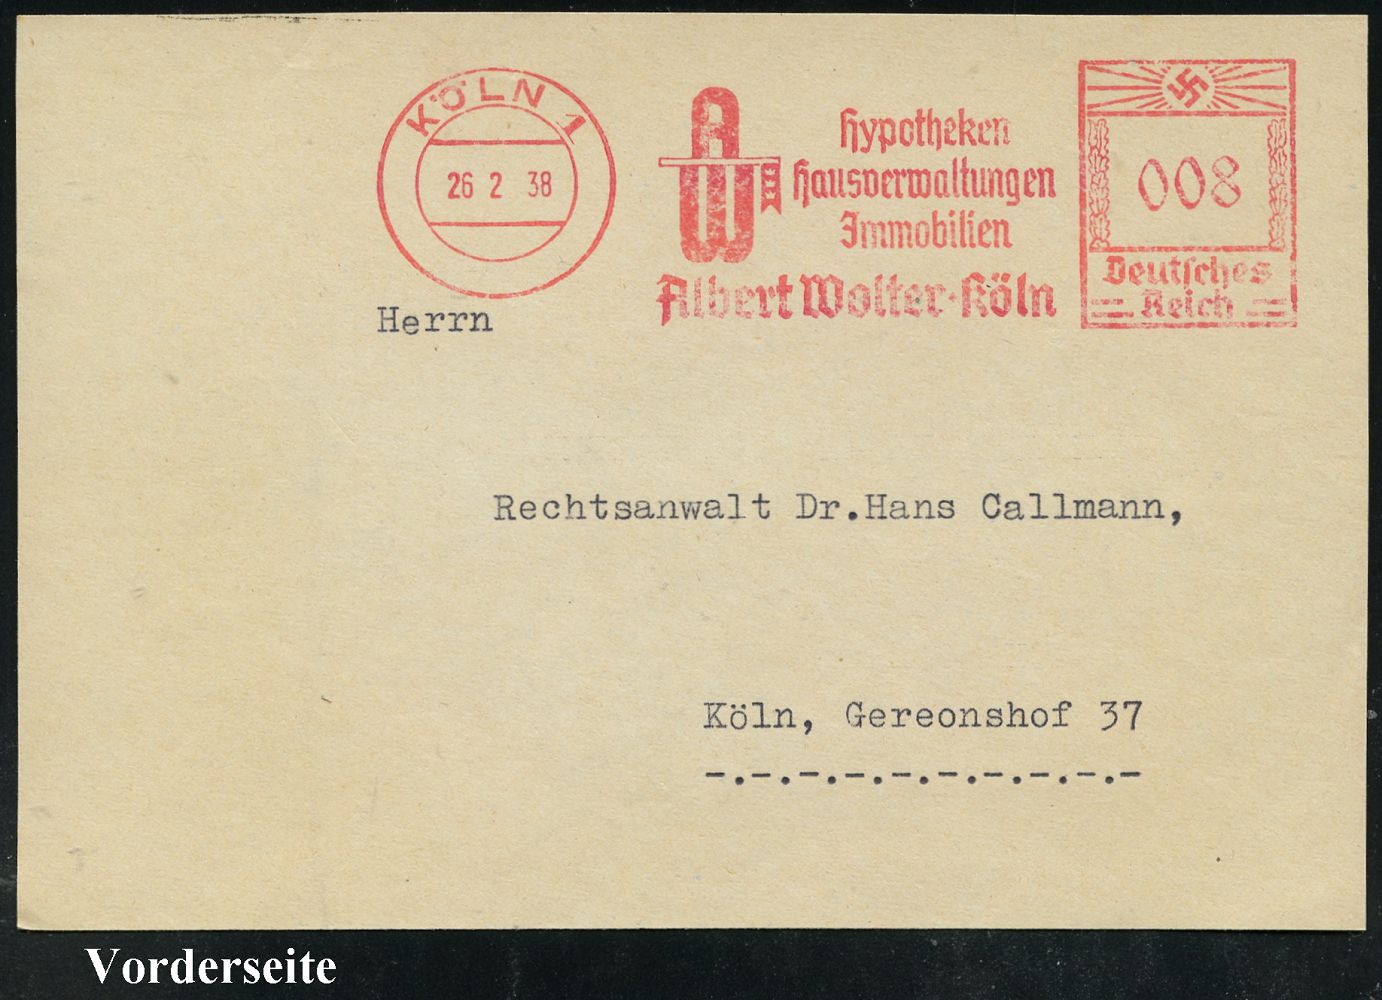 KÖLN 1
26 2 38
AW
Hypotheken
Hausverwaltungen
Immobilien
Albert Wolter · Köln
008
Deutsches
Reich
Herrn
Rechtsanwalt Dr.Hans Callmann,
Köln, Gereonshof 37
-.-.-.-.-.-.-.-.-.-
Vorderseite